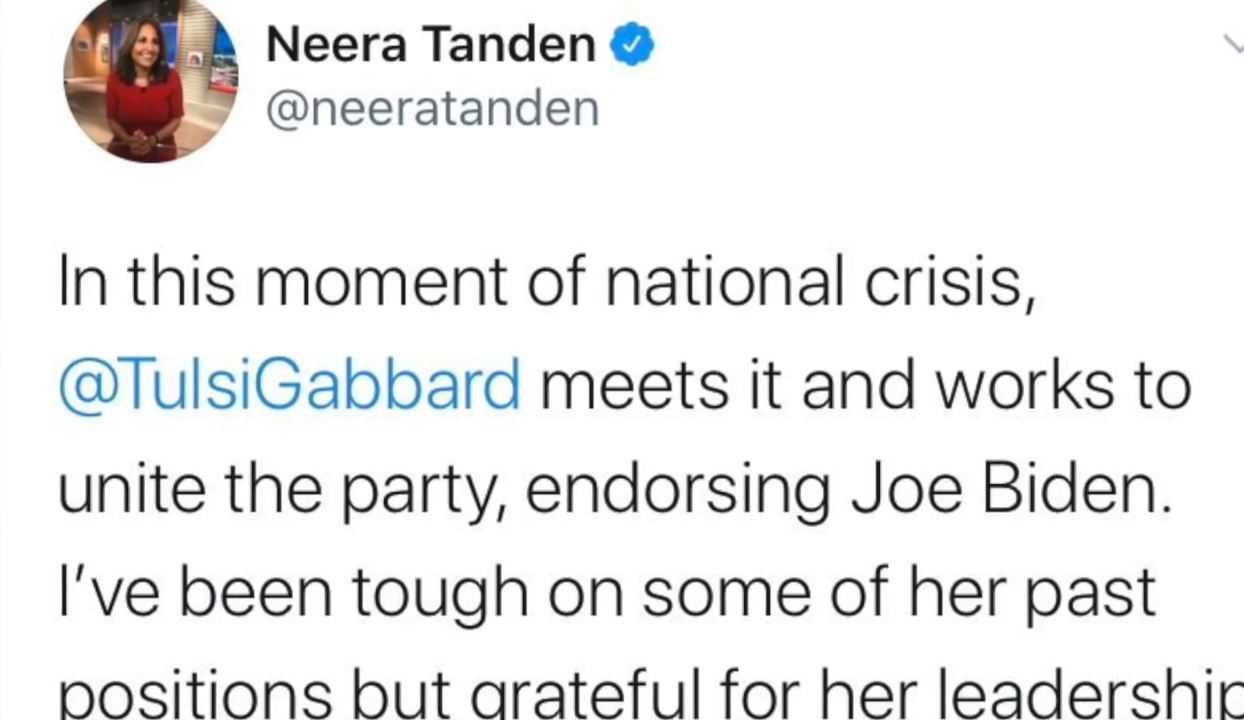 Neera Tanden
@neeratanden
In this moment of national crisis,
@TulsiGabbard meets it and works to
unite the party, endorsing Joe Biden.
I’ve been tough on some of her past
positions but grateful for her leadership